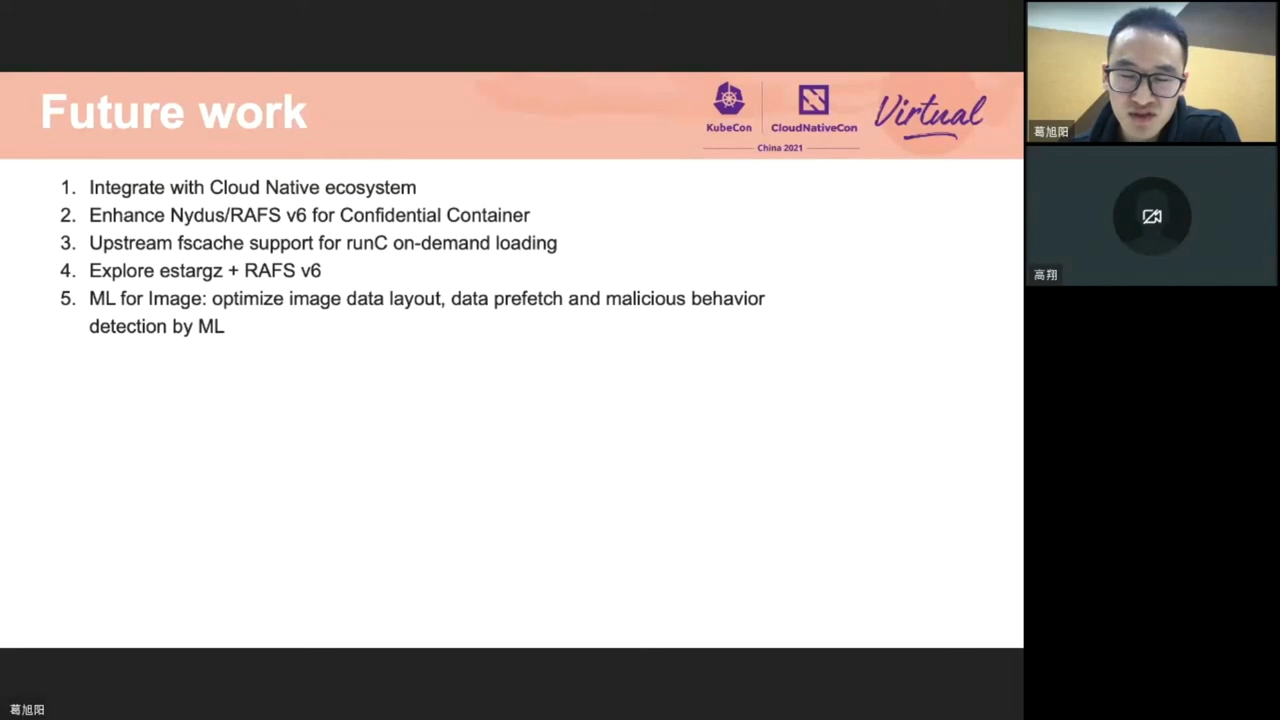 Future work
KubeCon
CloudNativeCon
Virtual
China 2021
1. Integrate with Cloud Native ecosystem
2. Enhance Nydus/RAFS v6 for Confidential Container
3. Upstream fscache support for runC on-demand loading
4. Explore estargz + RAFS v6
5. ML for Image: optimize image data layout, data prefetch and malicious behavior
detection by ML
葛旭阳
高翔
葛旭阳